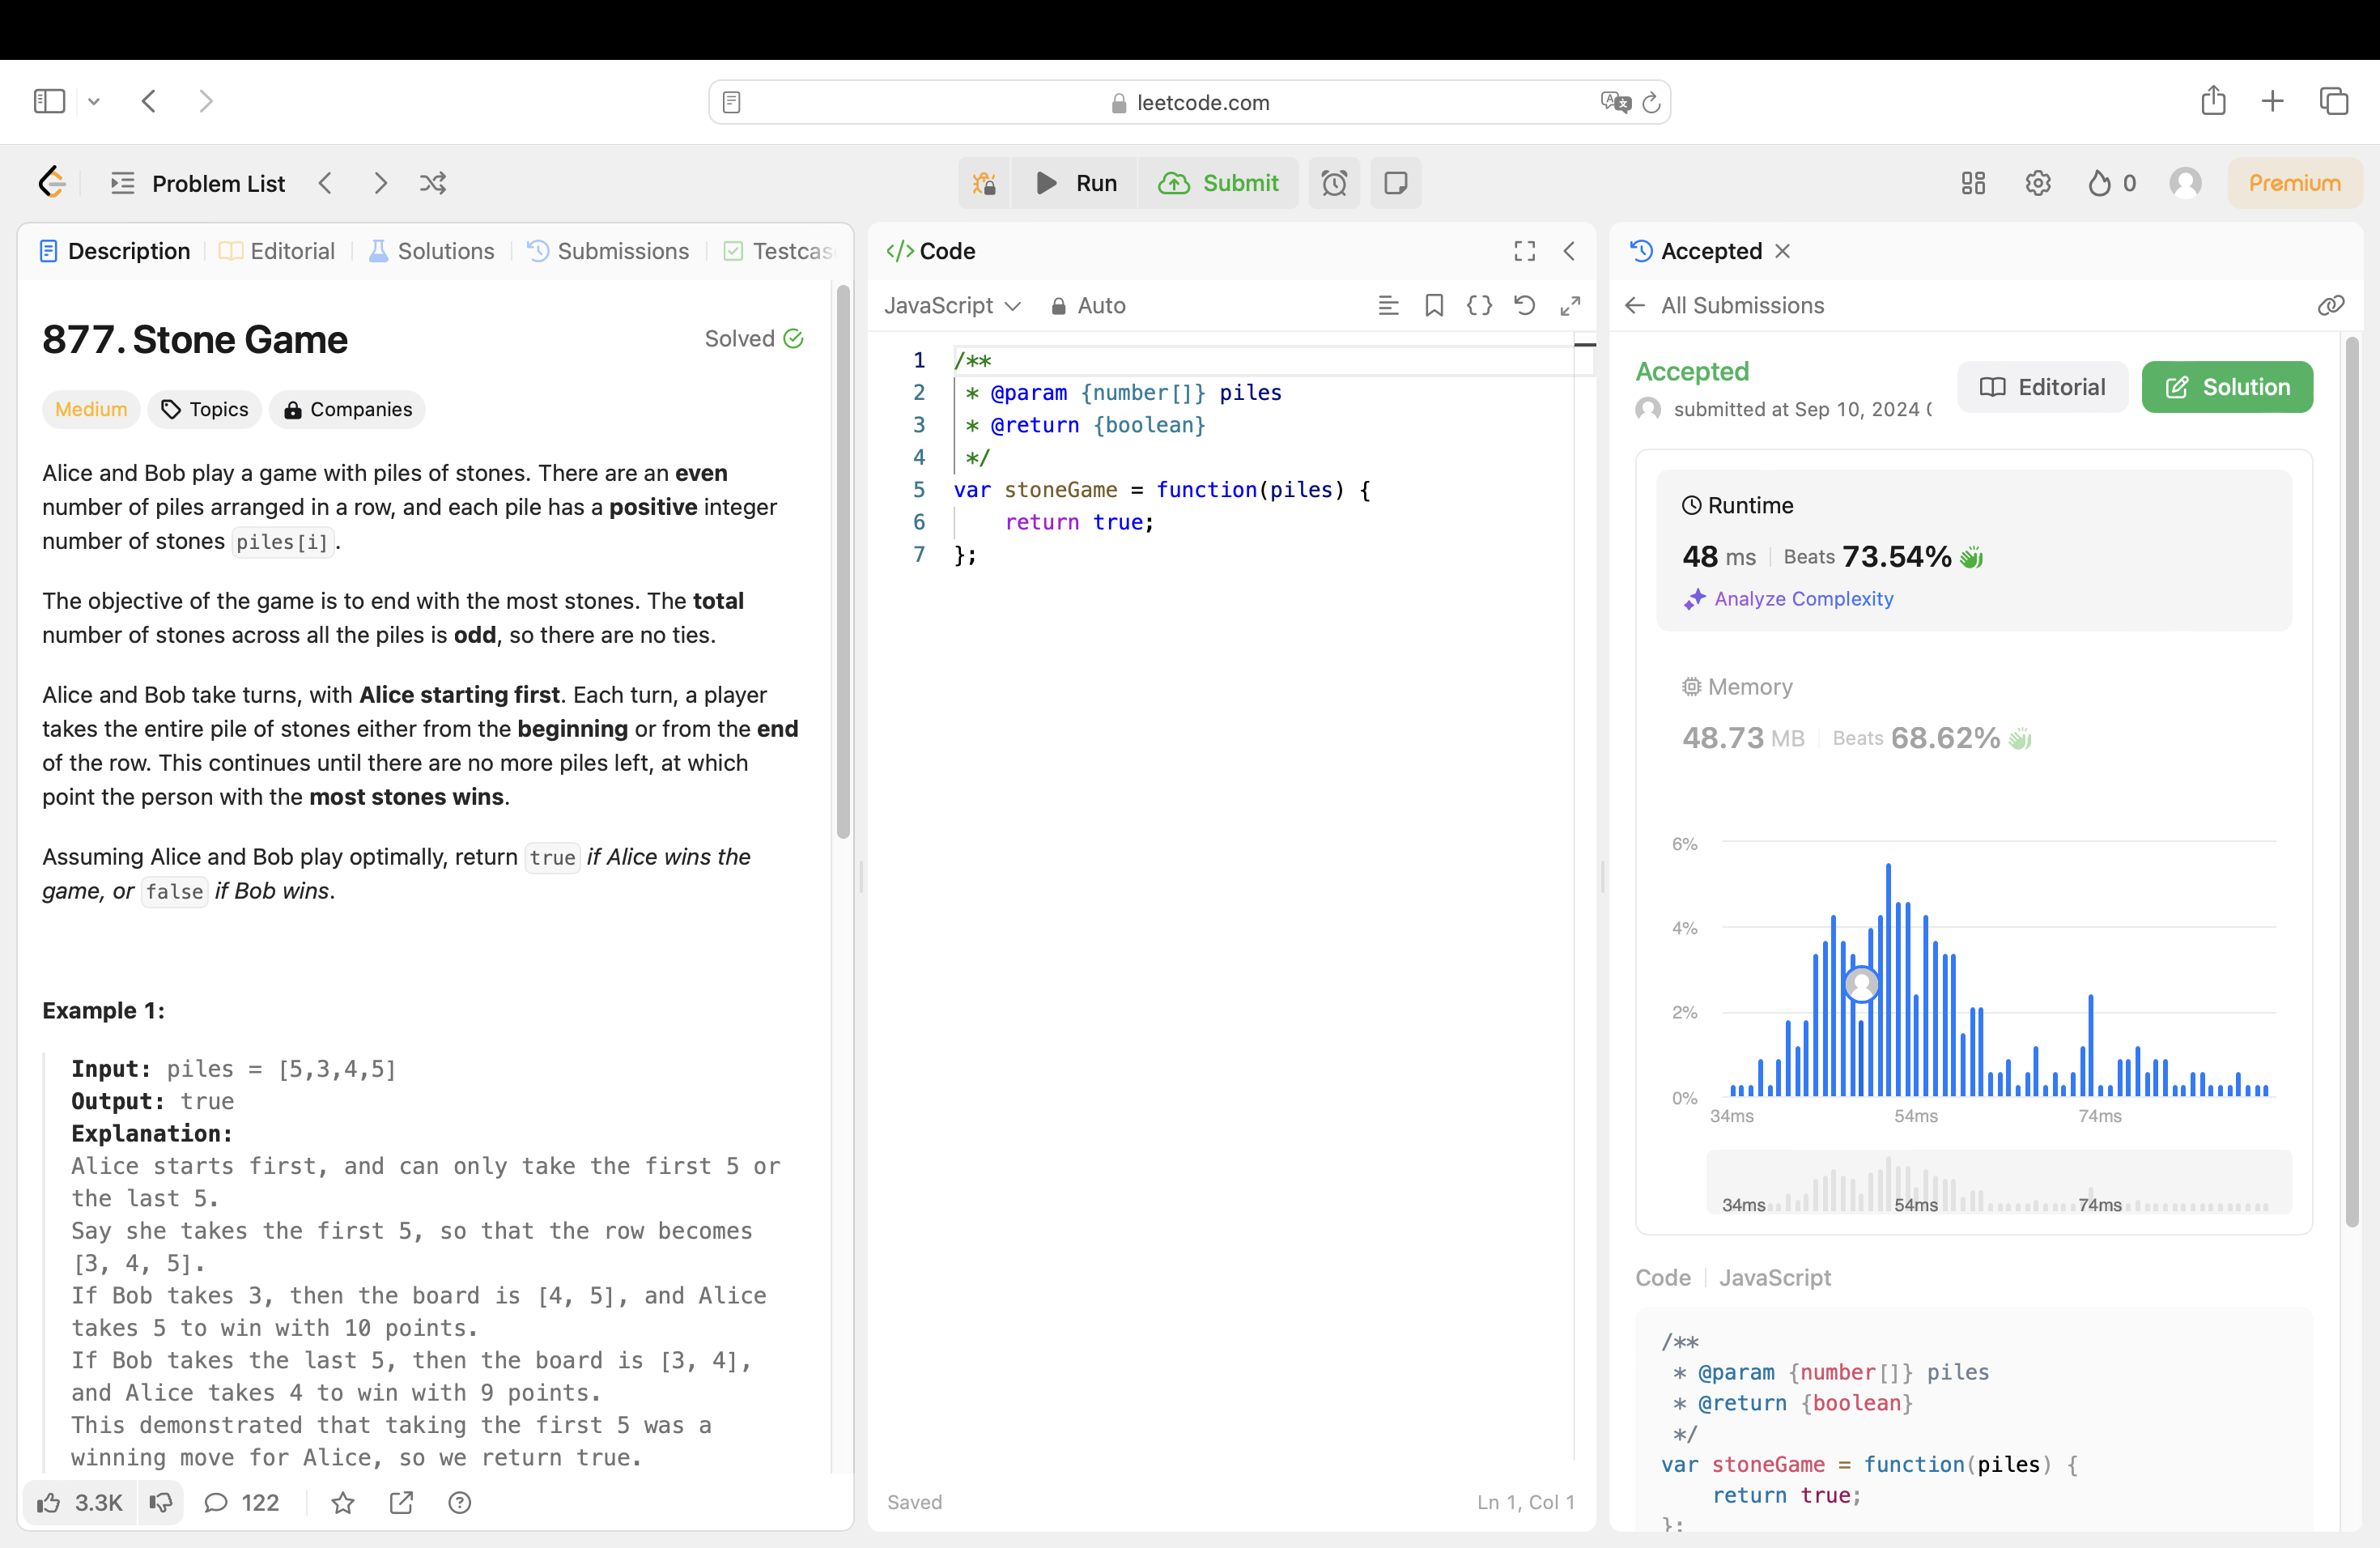 leetcode.com
Problem List
Run
Submit
0
Premium
Description
Editorial
Solutions
Submissions
Testcas
877. Stone Game
Solved
Medium
Topics
Companies
Alice and Bob play a game with piles of stones. There are an even
number of piles arranged in a row, and each pile has a positive integer
number of stones piles[i].
The objective of the game is to end with the most stones. The total
number of stones across all the piles is odd, so there are no ties.
Alice and Bob take turns, with Alice starting first. Each turn, a player
takes the entire pile of stones either from the beginning or from the end
of the row. This continues until there are no more piles left, at which
point the person with the most stones wins.
Assuming Alice and Bob play optimally, return true if Alice wins the
game, or false if Bob wins.
Example 1:
Input: piles = [5,3,4,5]
Output: true
Explanation:
Alice starts first, and can only take the first 5 or
the last 5.
Say she takes the first 5, so that the row becomes
[3, 4, 5].
If Bob takes 3, then the board is [4, 5], and Alice
takes 5 to win with 10 points.
If Bob takes the last 5, then the board is [3, 4],
and Alice takes 4 to win with 9 points.
This demonstrated that taking the first 5 was a
winning move for Alice, so we return true.
3.3K
122
</> Code
JavaScript
Auto
1 /**
2 * @param {number[]} piles
3 * @return {boolean}
4 */
5 var stoneGame = function(piles) {
6 return true;
7 };
Saved
Ln 1, Col 1
Accepted
All Submissions
Accepted
submitted at Sep 10, 2024
Editorial
Solution
Runtime
48 ms
Beats 73.54%
Analyze Complexity
Memory
48.73 MB
Beats 68.62%
6%
4%
2%
0%
34ms
54ms
74ms
34ms
54ms
74ms
Code
JavaScript
/**
* @param {number[]} piles
* @return {boolean}
*/
var stoneGame = function(piles) {
return true;
};